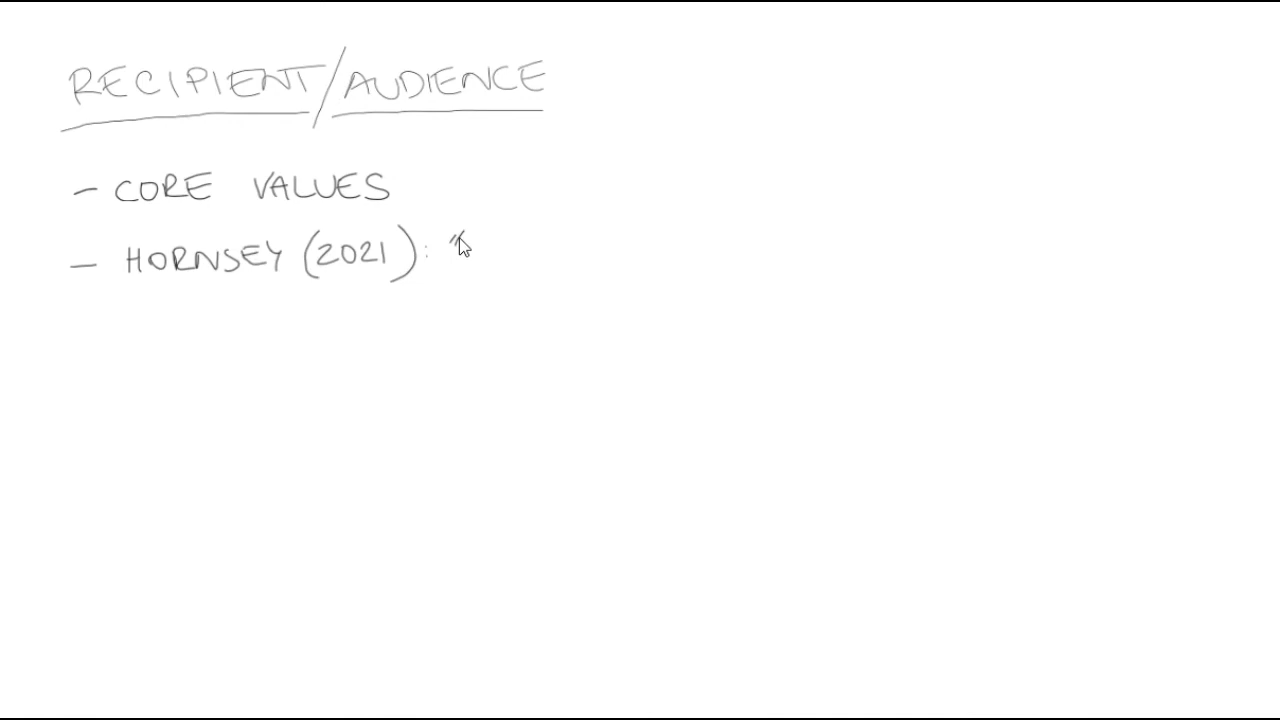 RECIPIENT/AUDIENCE
- CORE VALUES
- HORNSEY (2021): "